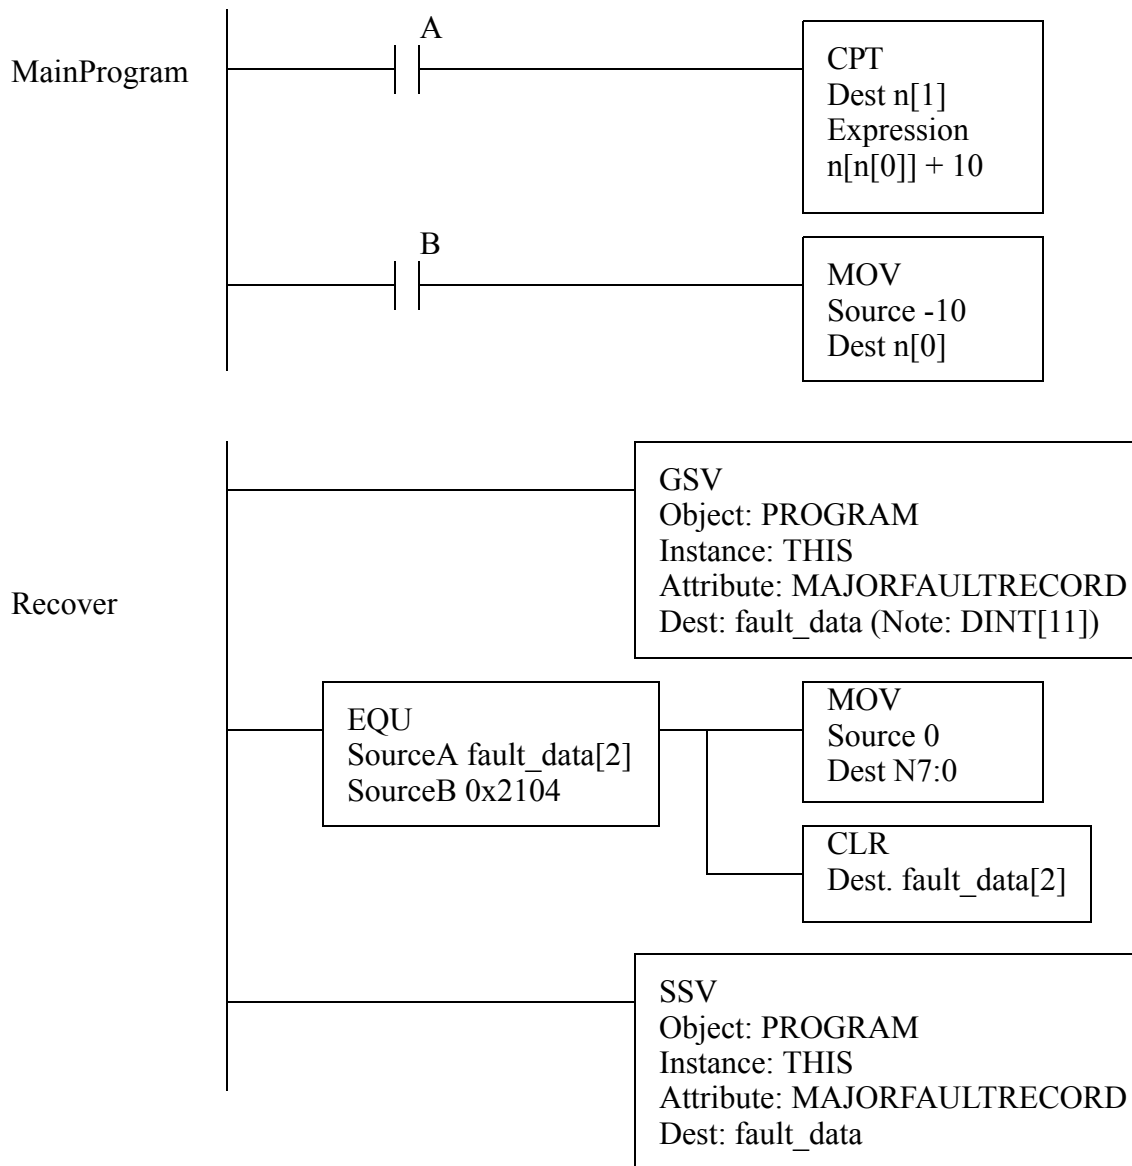 A
MainProgram
CPT
Dest n[1]
Expression
n[n[0]] + 10
B
MOV
Source -10
Dest n[0]
GSV
Object: PROGRAM
Instance: THIS
Attribute: MAJORFAULTRECORD
Dest: fault_data (Note: DINT[11])
Recover
EQU
SourceA fault_data[2]
SourceB 0x2104
MOV
Source 0
Dest N7:0
CLR
Dest. fault_data[2]
SSV
Object: PROGRAM
Instance: THIS
Attribute: MAJORFAULTRECORD
Dest: fault_data